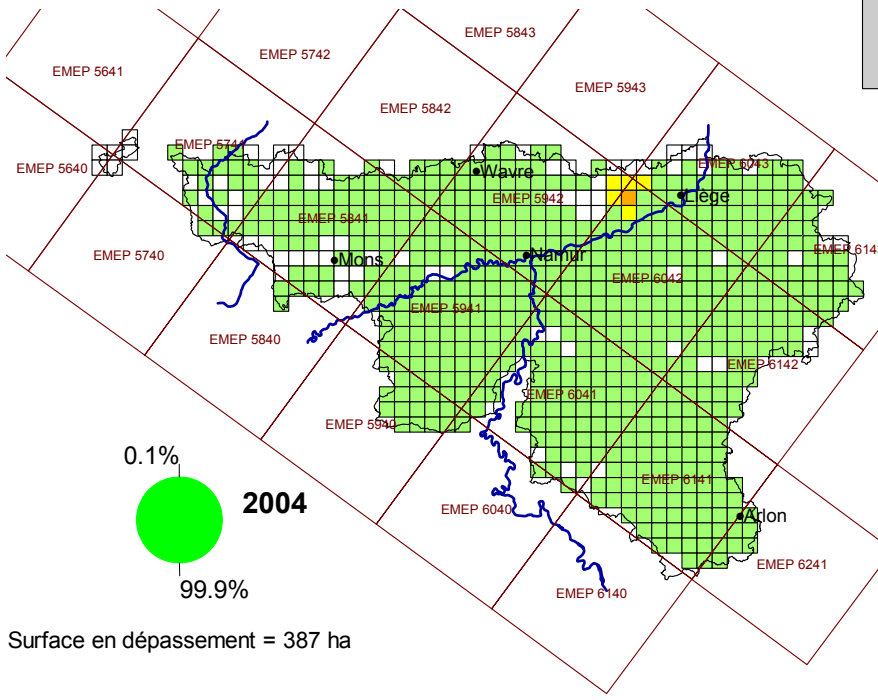 EMEP 5843
EMEP 5742
EMEP 5641
EMEP 5943
EMEP 5842
EMEP 5640
EMEP 6043
Wavre
EMEP 5942
Liège
EMEP 5841
EMEP 5740
Mons
Namur
EMEP 6042
EMEP 5941
EMEP 5840
EMEP 6142
EMEP 6041
EMEP 5940
0.1%
2004
EMEP 6141
EMEP 6040
Arlon
EMEP 6241
99.9%
EMEP 6140
Surface en dépassement = 387 ha